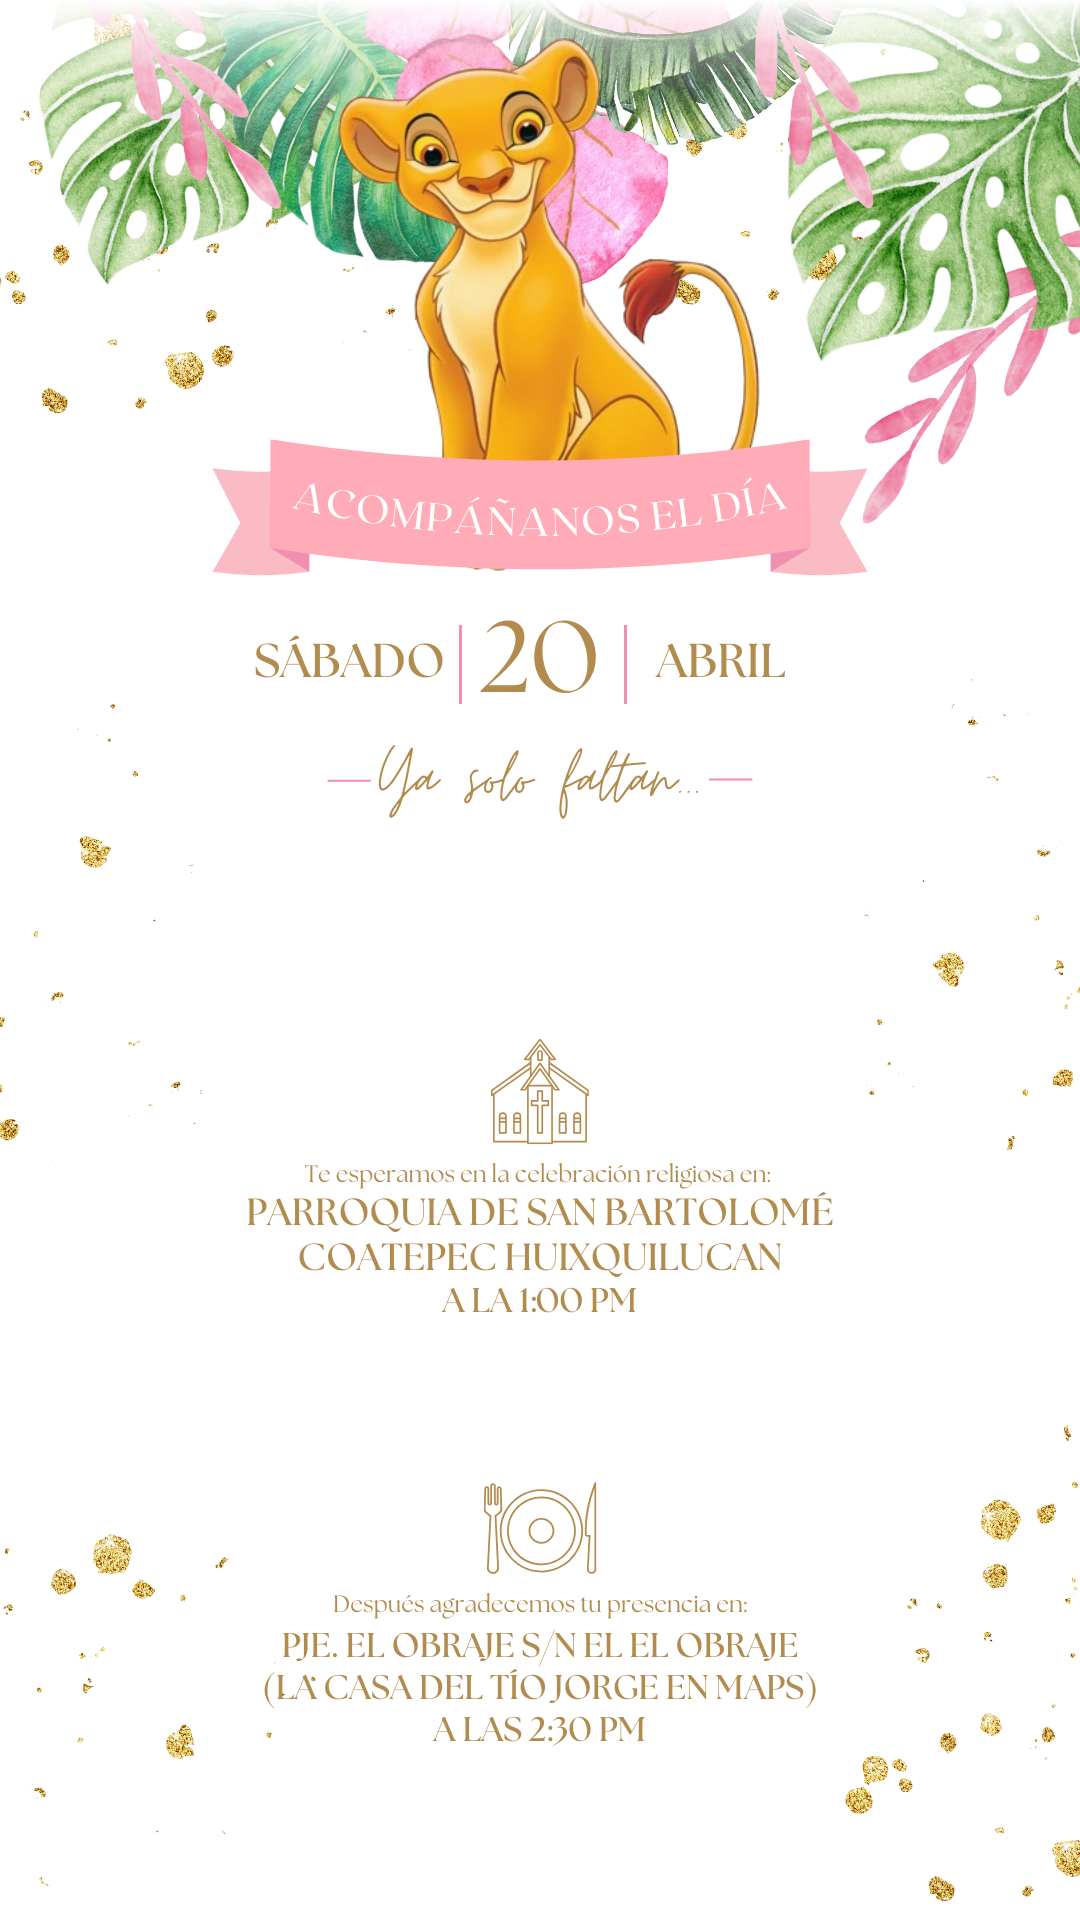 ACOMPÁÑANOS EL DÍA
SÁBADO 20 ABRIL
Ya solo faltan...
Te esperamos en la celebración religiosa en:
PARROQUIA DE SAN BARTOLOMÉ
COATEPEC HUIXQUILUCAN
A LA 1:00 PM
Después agradecemos tu presencia en:
PJE. EL OBRAJE S/N EL EL OBRAJE
(LA CASA DEL TÍO JORGE EN MAPS)
A LAS 2:30 PM